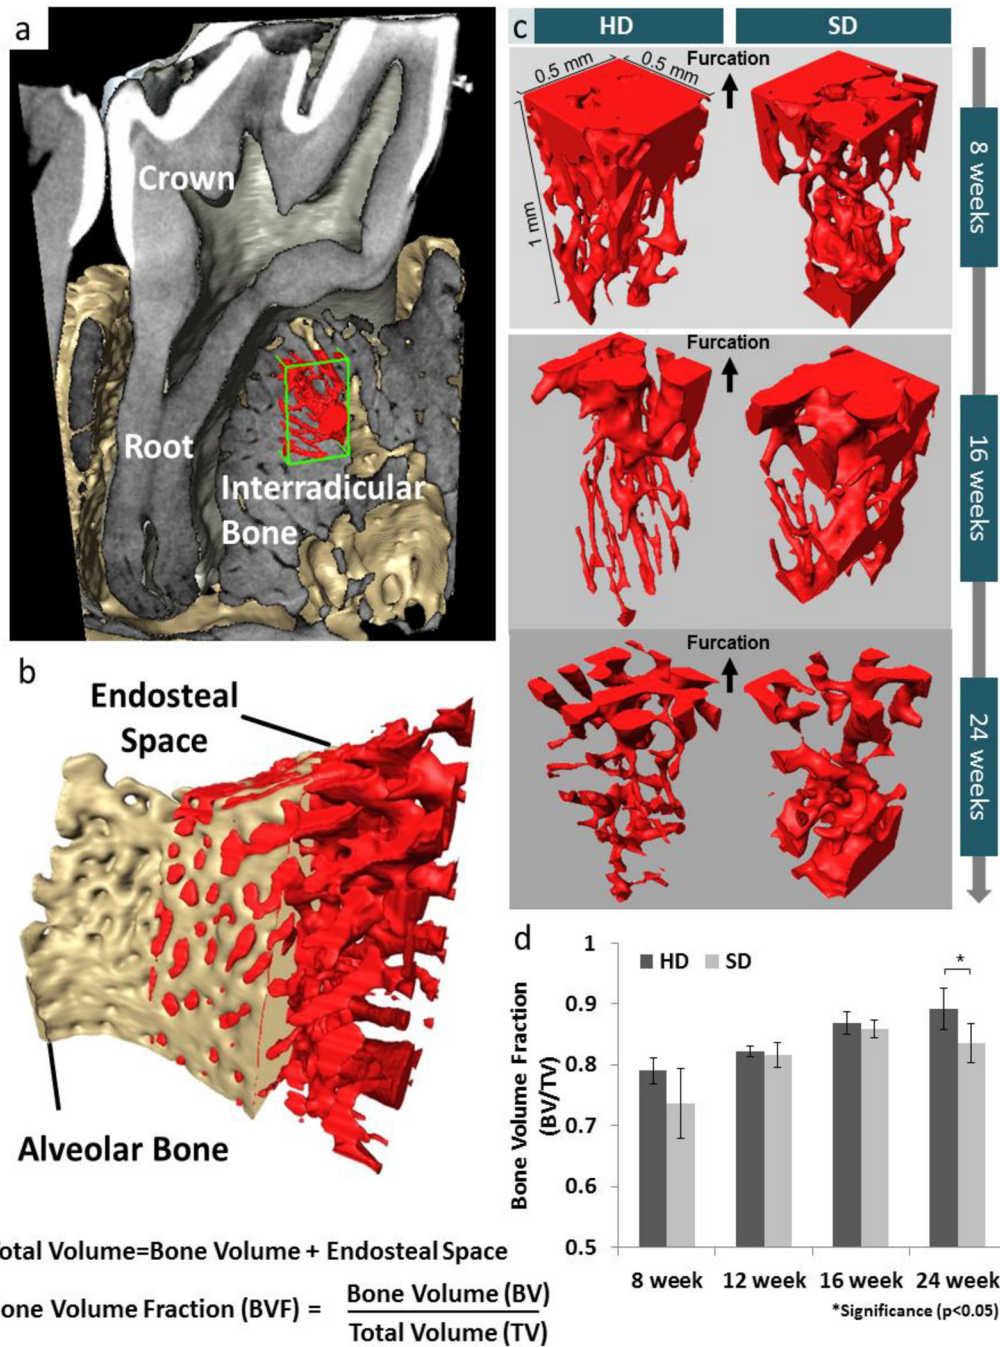 a
Crown
Root
Interradicular
Bone
b
Endosteal
Space
Alveolar Bone
otal Volume=Bone Volume + Endosteal Space
one Volume Fraction (BVF) = Bone Volume (BV)
Total Volume (TV)
c
HD
SD
0.5 mm
0.5 mm
1 mm
Furcation
8 weeks
Furcation
16 weeks
Furcation
24 weeks
d
HD SD
*
Bone Volume Fraction
(BV/TV)
1
0.9
0.8
0.7
0.6
0.5
8 week 12 week 16 week 24 week
*Significance (p<0.05)